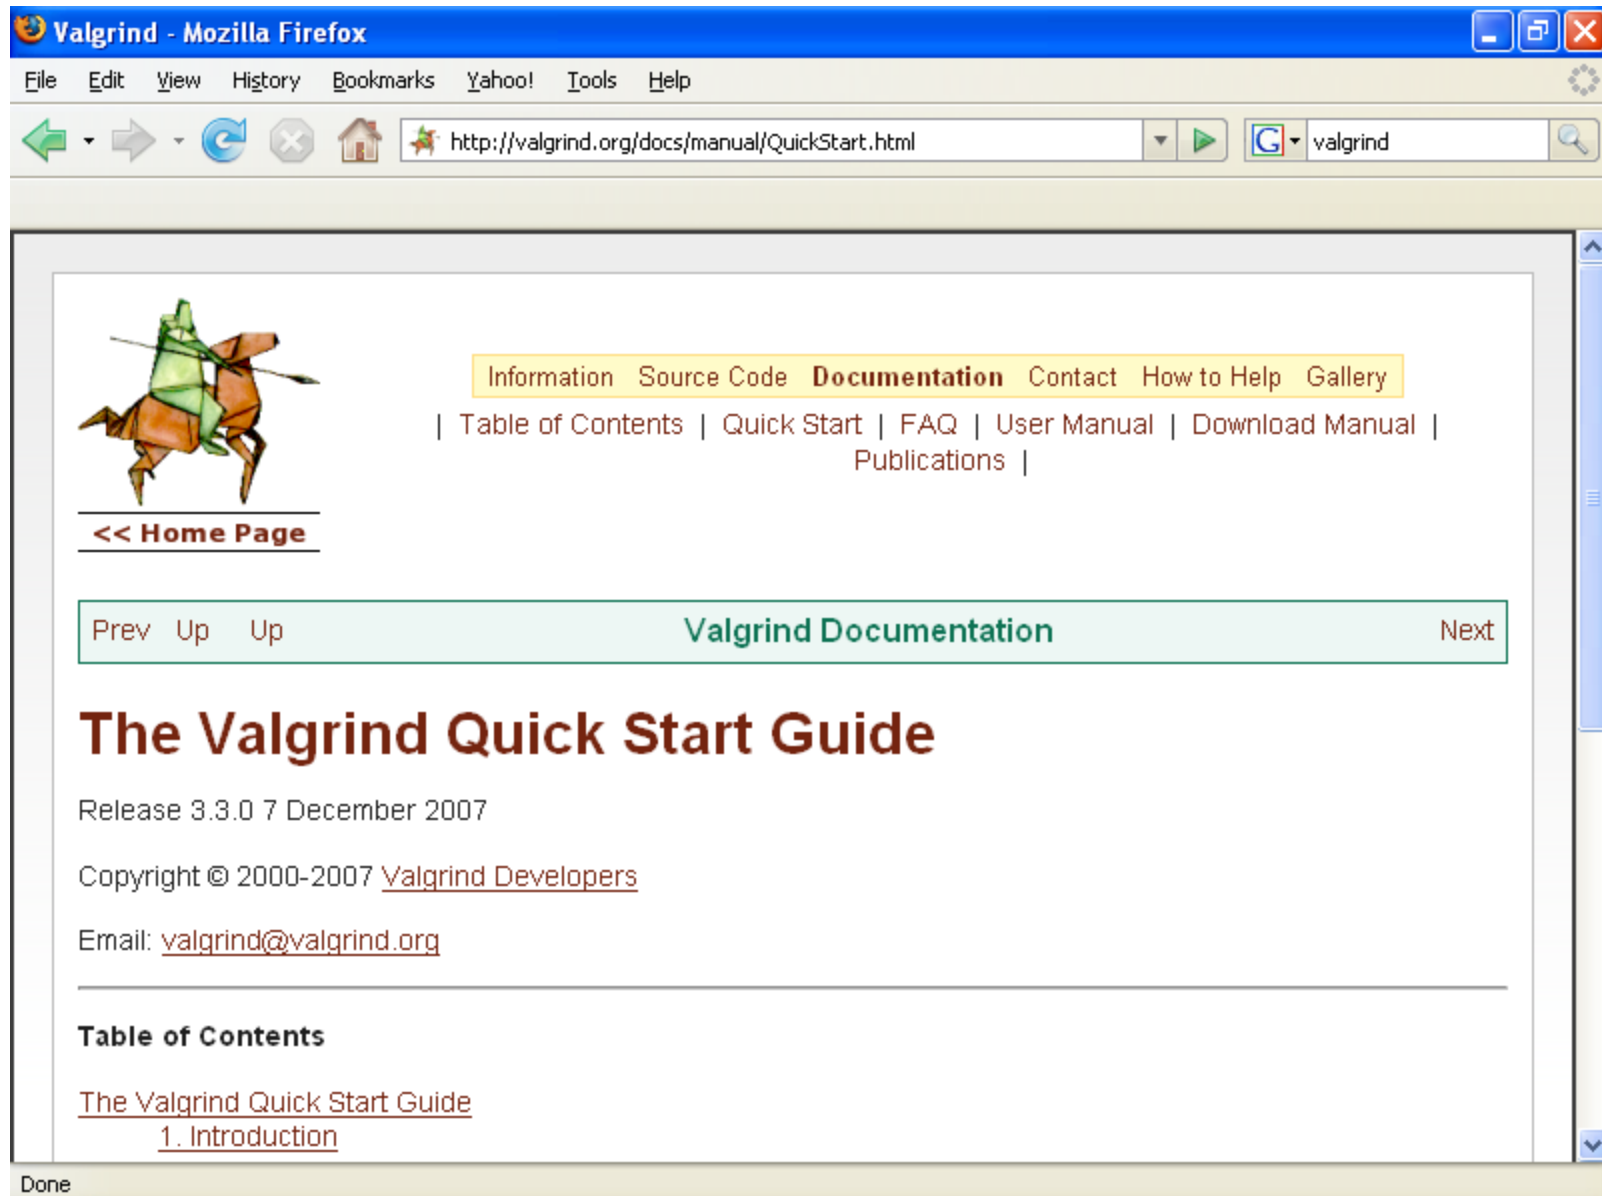 Valgrind - Mozilla Firefox
File Edit View History Bookmarks Yahoo! Tools Help
http://valgrind.org/docs/manual/QuickStart.html G valgrind
Information Source Code Documentation Contact How to Help Gallery
| Table of Contents | Quick Start | FAQ | User Manual | Download Manual |
Publications |
<< Home Page
Prev Up Up Valgrind Documentation Next
The Valgrind Quick Start Guide
Release 3.3.0 7 December 2007
Copyright © 2000-2007 Valgrind Developers
Email: valgrind@valgrind.org
Table of Contents
The Valgrind Quick Start Guide
1. Introduction
Done